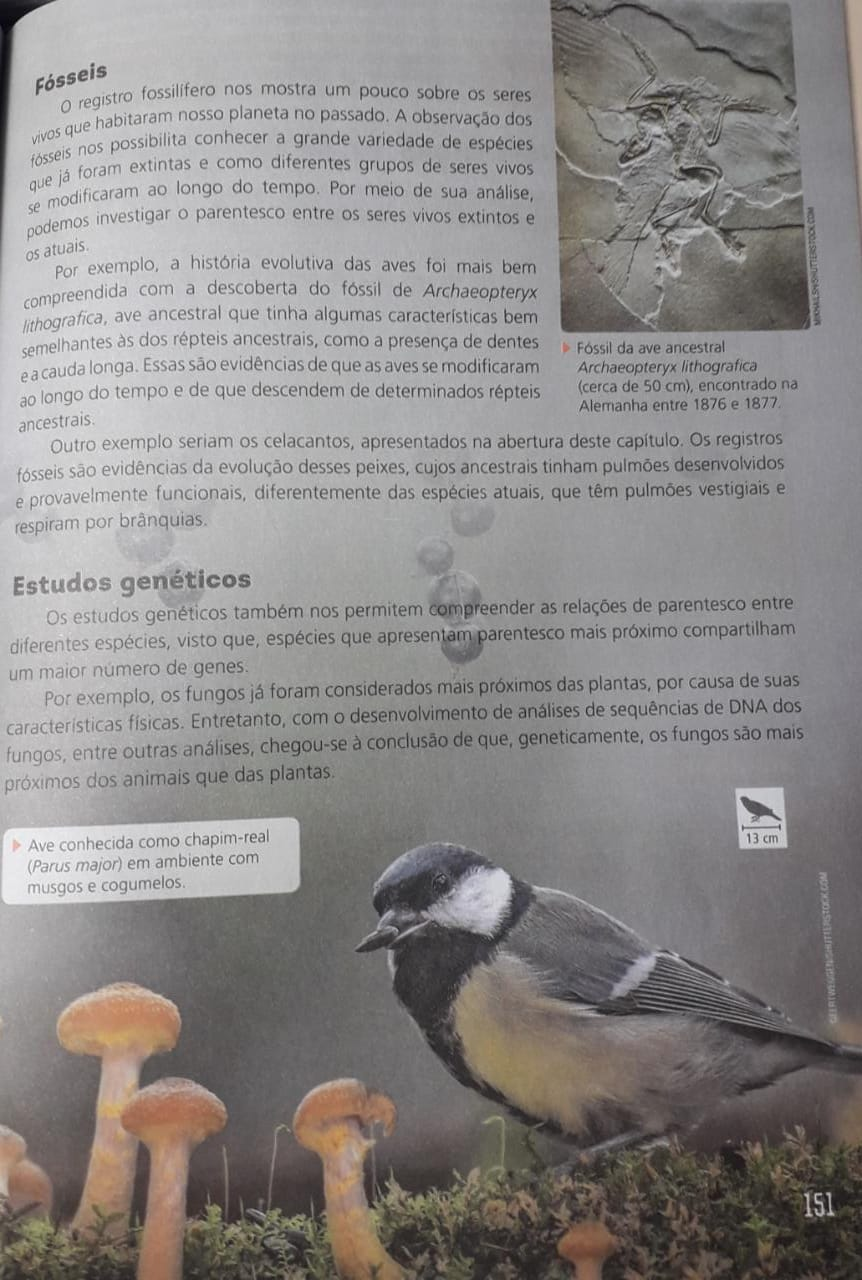 Fósseis
O registro fossilífero nos mostra um pouco sobre os seres
vivos que habitaram nosso planeta no passado. A observação dos
fósseis nos possibilita conhecer a grande variedade de espécies
que já foram extintas e como diferentes grupos de seres vivos
se modificaram ao longo do tempo. Por meio de sua análise,
podemos investigar o parentesco entre os seres vivos extintos e
os atuais.
Por exemplo, a história evolutiva das aves foi mais bem
compreendida com a descoberta do fóssil de Archaeopteryx
lithografica, ave ancestral que tinha algumas características bem
semelhantes às dos répteis ancestrais, como a presença de dentes
e a cauda longa. Essas são evidências de que as aves se modificaram
ao longo do tempo e de que descendem de determinados répteis
ancestrais.
MIKHAILSH/SHUTTERSTOCK.COM
Fóssil da ave ancestral
Archaeopteryx lithografica
(cerca de 50 cm), encontrado na
Alemanha entre 1876 e 1877.
Outro exemplo seriam os celacantos, apresentados na abertura deste capítulo. Os registros
fósseis são evidências da evolução desses peixes, cujos ancestrais tinham pulmões desenvolvidos
e provavelmente funcionais, diferentemente das espécies atuais, que têm pulmões vestigiais e
respiram por brânquias.
Estudos genéticos
Os estudos genéticos também nos permitem compreender as relações de parentesco entre
diferentes espécies, visto que, espécies que apresentam parentesco mais próximo compartilham
um maior número de genes.
Por exemplo, os fungos já foram considerados mais próximos das plantas, por causa de suas
características físicas. Entretanto, com o desenvolvimento de análises de sequências de DNA dos
fungos, entre outras análises, chegou-se à conclusão de que, geneticamente, os fungos são mais
próximos dos animais que das plantas.
Ave conhecida como chapim-real
(Parus major) em ambiente com
musgos e cogumelos.
13 cm
GEERTWEGGEN/SHUTTERSTOCK.COM
151